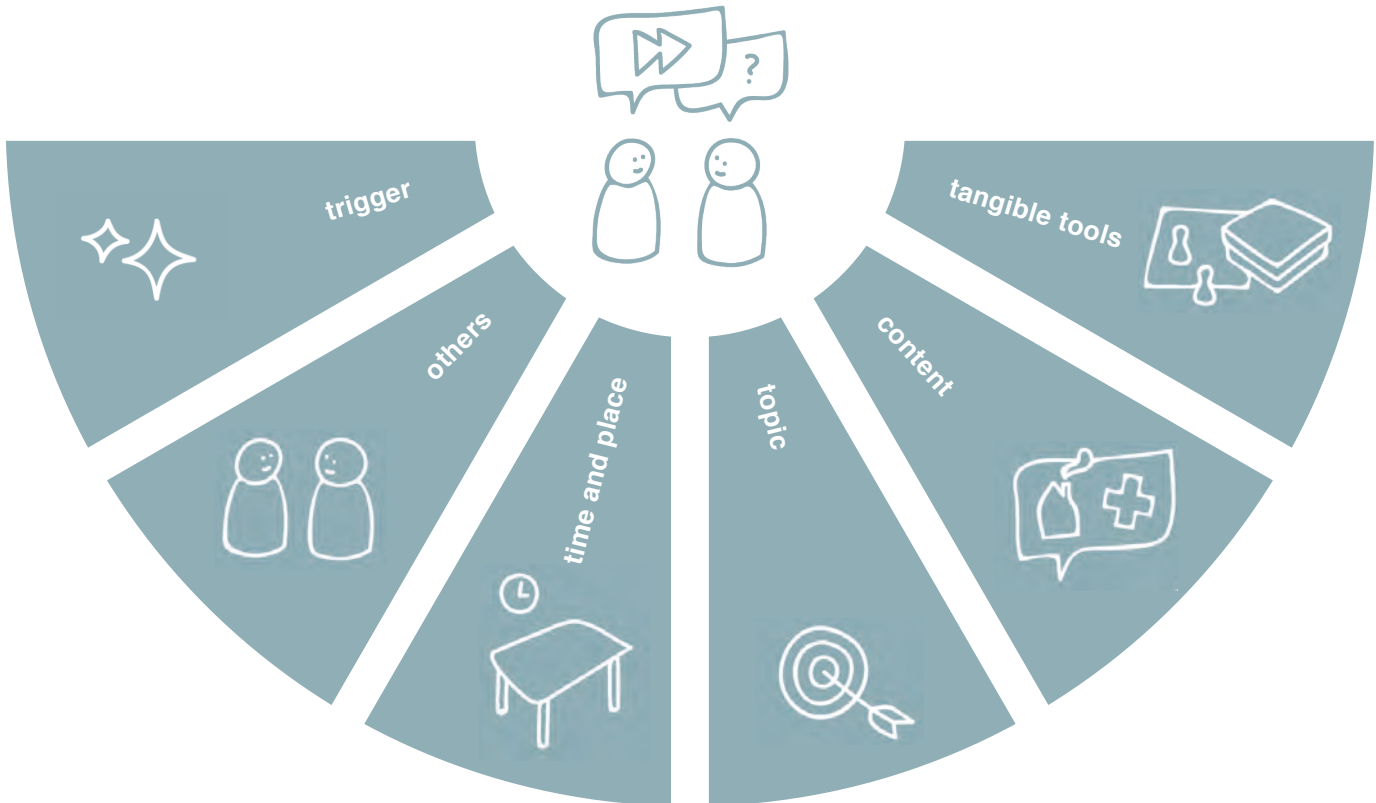 ?
trigger
others
time and place
topic
content
tangible tools